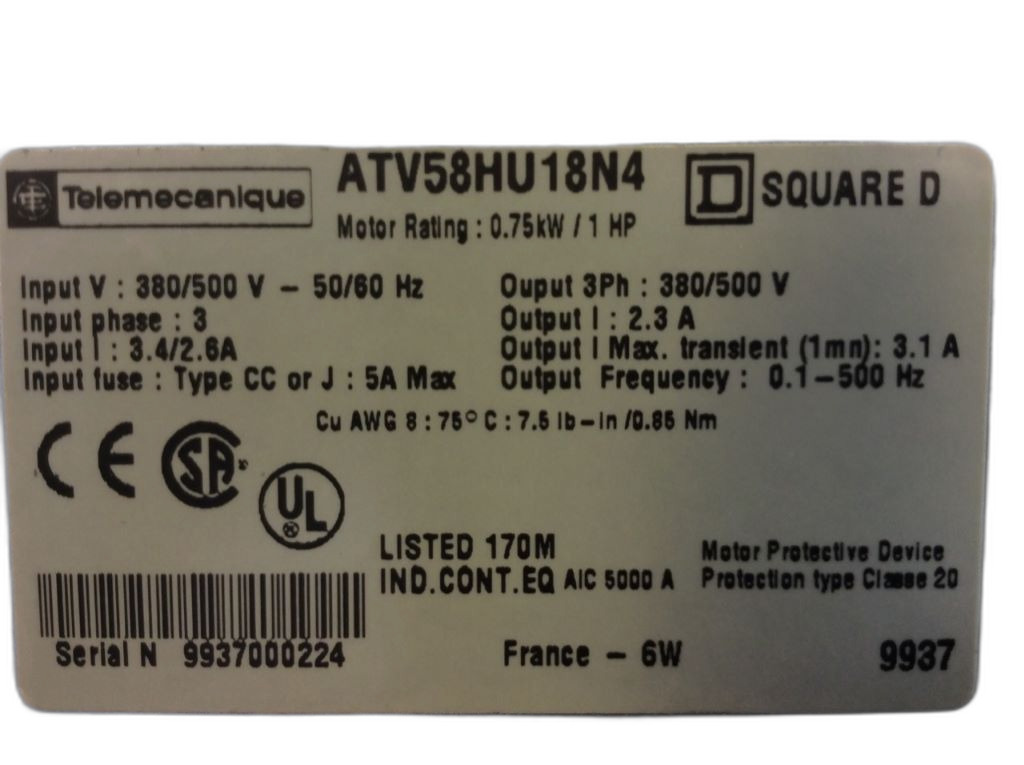 Telemecanique
ATV58HU18N4
SQUARE D
Motor Rating : 0.75kW / 1 HP
Input V : 380/500 V – 50/60 Hz
Input phase : 3
Input I : 3.4/2.6A
Input fuse : Type CC or J : 5A Max
Ouput 3Ph : 380/500 V
Output I : 2.3 A
Output I Max. transient (1mn): 3.1 A
Output Frequency : 0.1–500 Hz
Cu AWG 8 : 75° C : 7.5 lb–in /0.85 Nm
CE
SA
UL
LISTED 170M
IND.CONT.EQ AIC 5000 A
Motor Protective Device
Protection type Classe 20
Serial N 9937000224
France – 6W
9937